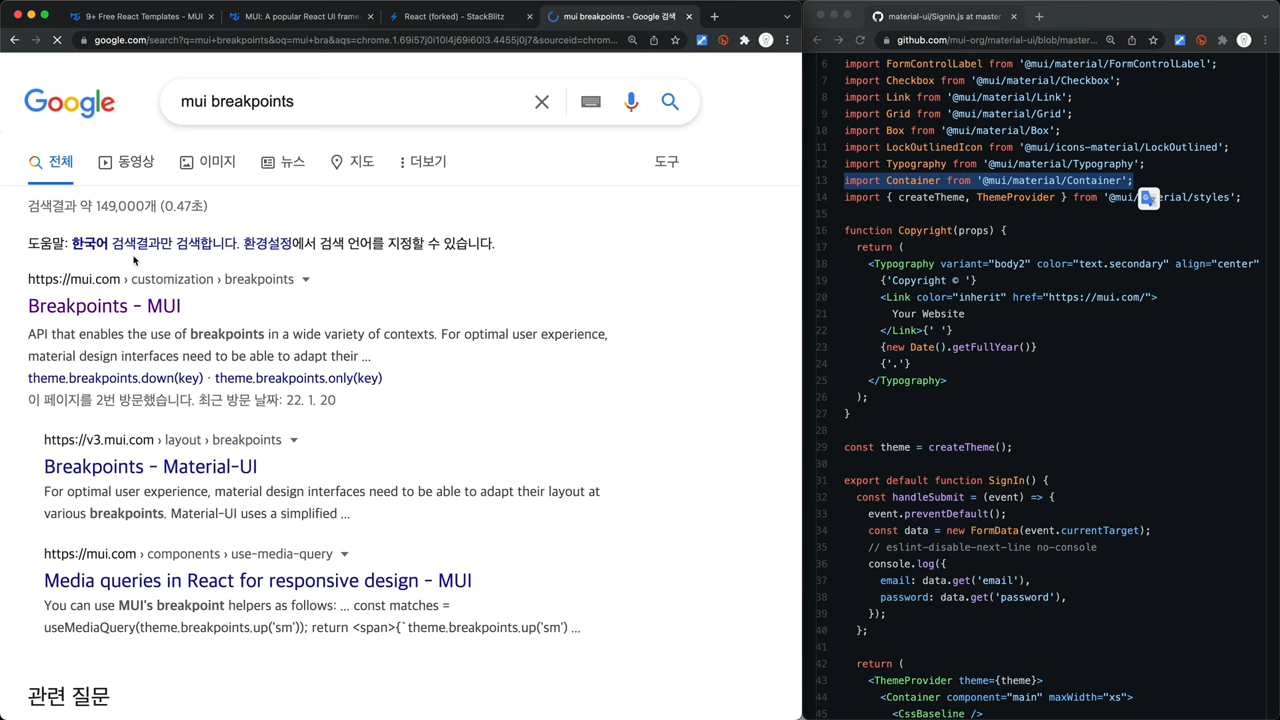 9+ Free React Templates - MUI
MUI: A popular React UI frame
React (forked) - StackBlitz
mui breakpoints - Google 검색
google.com/search?q=mui+breakpoints&oq=mui+bra&aqs=chrome.1.69i57j0i10l4j69i60l3.4455j0j7&sourceid=chrom...
Google
mui breakpoints
전체
동영상
이미지
뉴스
지도
더보기
도구
검색결과 약 149,000개 (0.47초)
도움말: 한국어 검색결과만 검색합니다. 환경설정에서 검색 언어를 지정할 수 있습니다.
https://mui.com › customization › breakpoints
Breakpoints - MUI
API that enables the use of breakpoints in a wide variety of contexts. For optimal user experience,
material design interfaces need to be able to adapt their ...
theme.breakpoints.down(key) · theme.breakpoints.only(key)
이 페이지를 2번 방문했습니다. 최근 방문 날짜: 22. 1. 20
https://v3.mui.com › layout › breakpoints
Breakpoints - Material-UI
For optimal user experience, material design interfaces need to be able to adapt their layout at
various breakpoints. Material-UI uses a simplified ...
https://mui.com › components › use-media-query
Media queries in React for responsive design - MUI
You can use MUI's breakpoint helpers as follows: ... const matches =
useMediaQuery(theme.breakpoints.up('sm')); return <span>{`theme.breakpoints.up('sm') ...
관련 질문
material-ui/SignIn.js at master
github.com/mui-org/material-ui/blob/master...
6 import FormControlLabel from '@mui/material/FormControlLabel';
7 import Checkbox from '@mui/material/Checkbox';
8 import Link from '@mui/material/Link';
9 import Grid from '@mui/material/Grid';
10 import Box from '@mui/material/Box';
11 import LockOutlinedIcon from '@mui/icons-material/LockOutlined';
12 import Typography from '@mui/material/Typography';
13 import Container from '@mui/material/Container';
14 import { createTheme, ThemeProvider } from '@mui/ erial/styles';
15
16 function Copyright(props) {
17 return (
18 <Typography variant="body2" color="text.secondary" align="center"
19 {'Copyright © '}
20 <Link color="inherit" href="https://mui.com/">
21 Your Website
22 </Link>{' '}
23 {new Date().getFullYear()}
24 {'.'}
25 </Typography>
26 );
27 }
28
29 const theme = createTheme();
30
31 export default function SignIn() {
32 const handleSubmit = (event) => {
33 event.preventDefault();
34 const data = new FormData(event.currentTarget);
35 // eslint-disable-next-line no-console
36 console.log({
37 email: data.get('email'),
38 password: data.get('password'),
39 });
40 };
41
42 return (
43 <ThemeProvider theme={theme}>
44 <Container component="main" maxWidth="xs">
45 <CssBaseline />